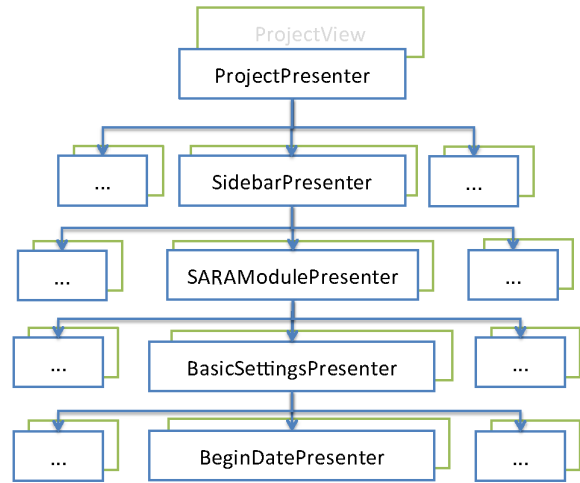 ProjectView
ProjectPresenter
... SidebarPresenter ...
... SARAModulePresenter ...
... BasicSettingsPresenter ...
... BeginDatePresenter ...